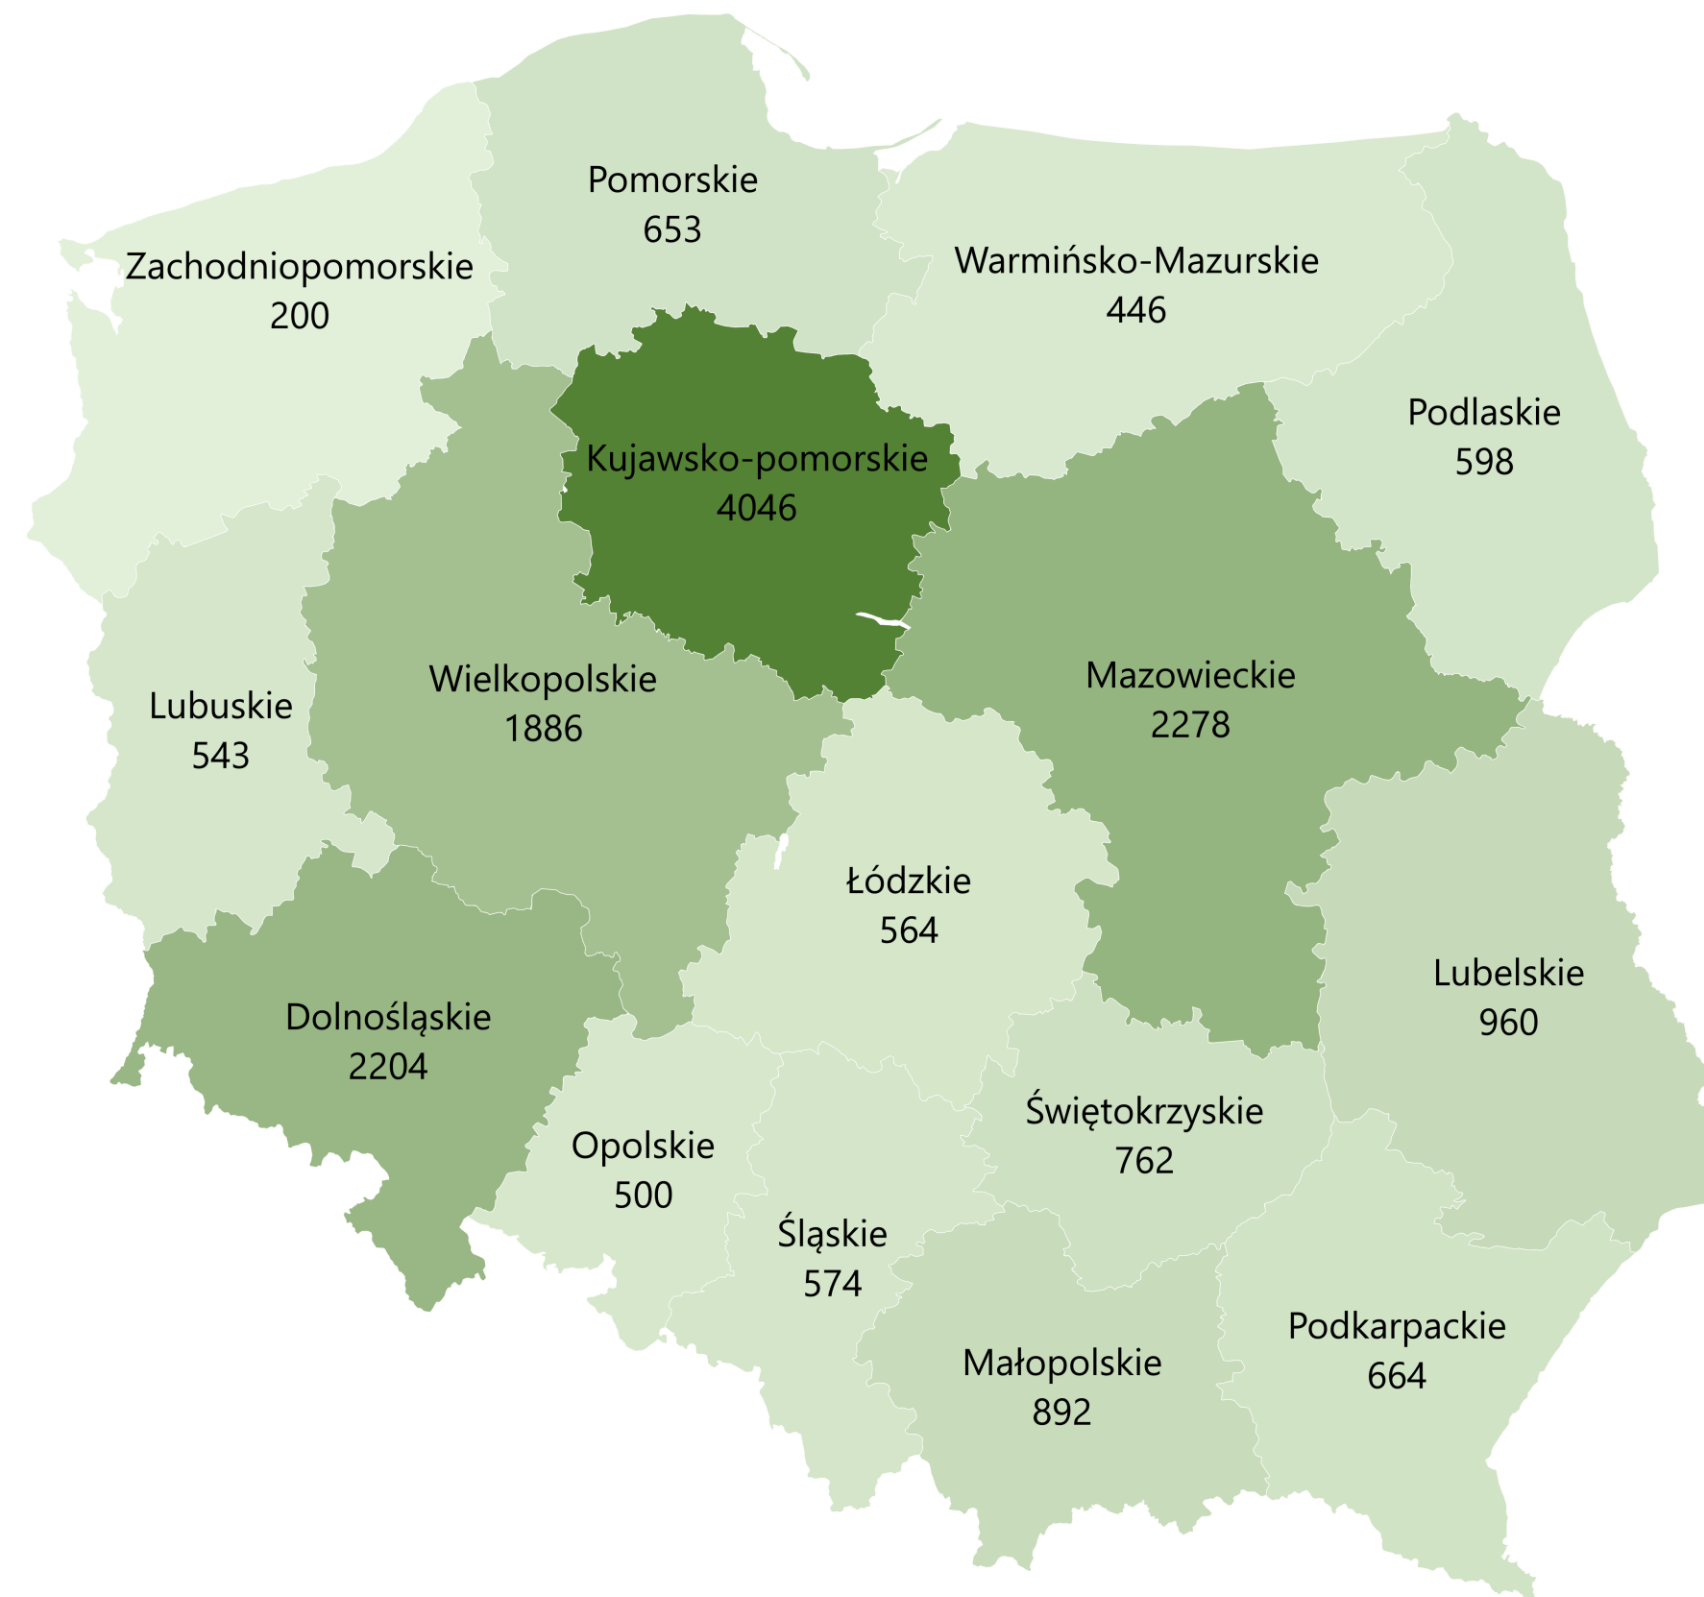 Pomorskie
653
Zachodniopomorskie
200
Warmińsko-Mazurskie
446
Podlaskie
598
Kujawsko-pomorskie
4046
Wielkopolskie
1886
Mazowieckie
2278
Lubuskie
543
Łódzkie
564
Lubelskie
960
Dolnośląskie
2204
Opolskie
500
Świętokrzyskie
762
Śląskie
574
Podkarpackie
664
Małopolskie
892